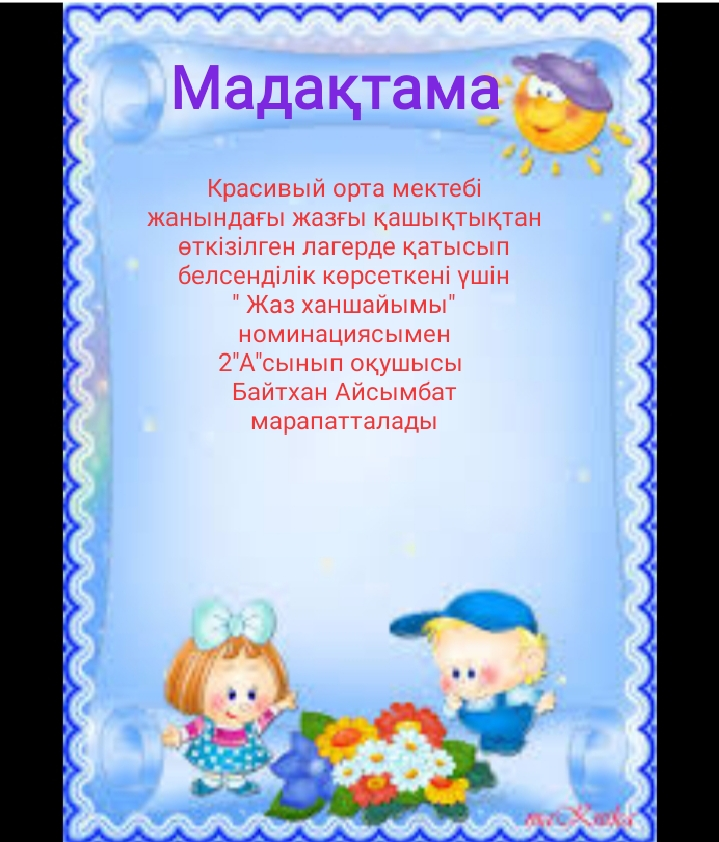 Мадақтама
Красивый орта мектебі
жанындағы жазғы қашықтықтан
өткізілген лагерде қатысып
белсенділік көрсеткені үшін
" Жаз ханшайымы"
номинациясымен
2"А"сынып оқушысы
Байтхан Айсымбат
марапатталады